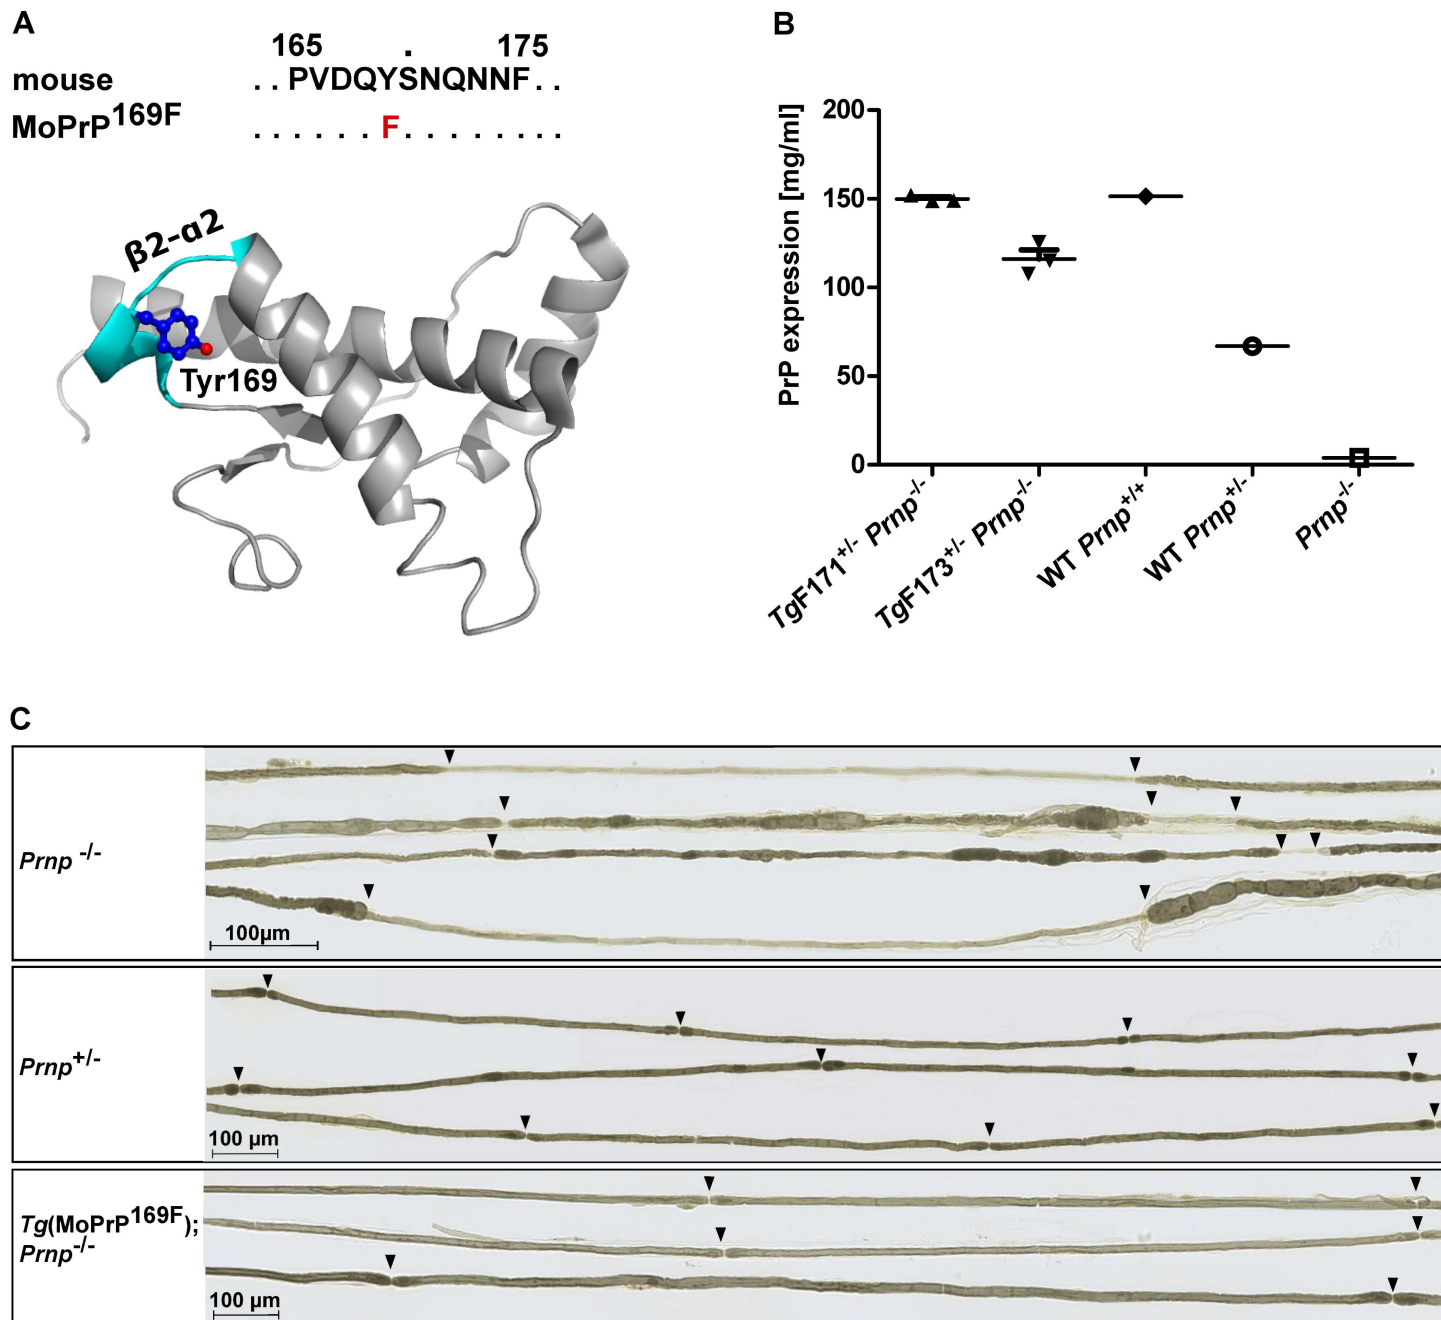 A
165 . 175
mouse ..PVDQYSNQNNF..
MoPrP169F ......F........
β2-α2
Tyr169
B
PrP expression [mg/ml]
200
150
100
50
0
TgF171+/- Prnp-/-
TgF173+/- Prnp-/-
WT Prnp+/+
WT Prnp+/-
Prnp-/-
C
Prnp -/-
100µm
Prnp+/-
100 µm
Tg(MoPrP169F);
Prnp-/-
100 µm